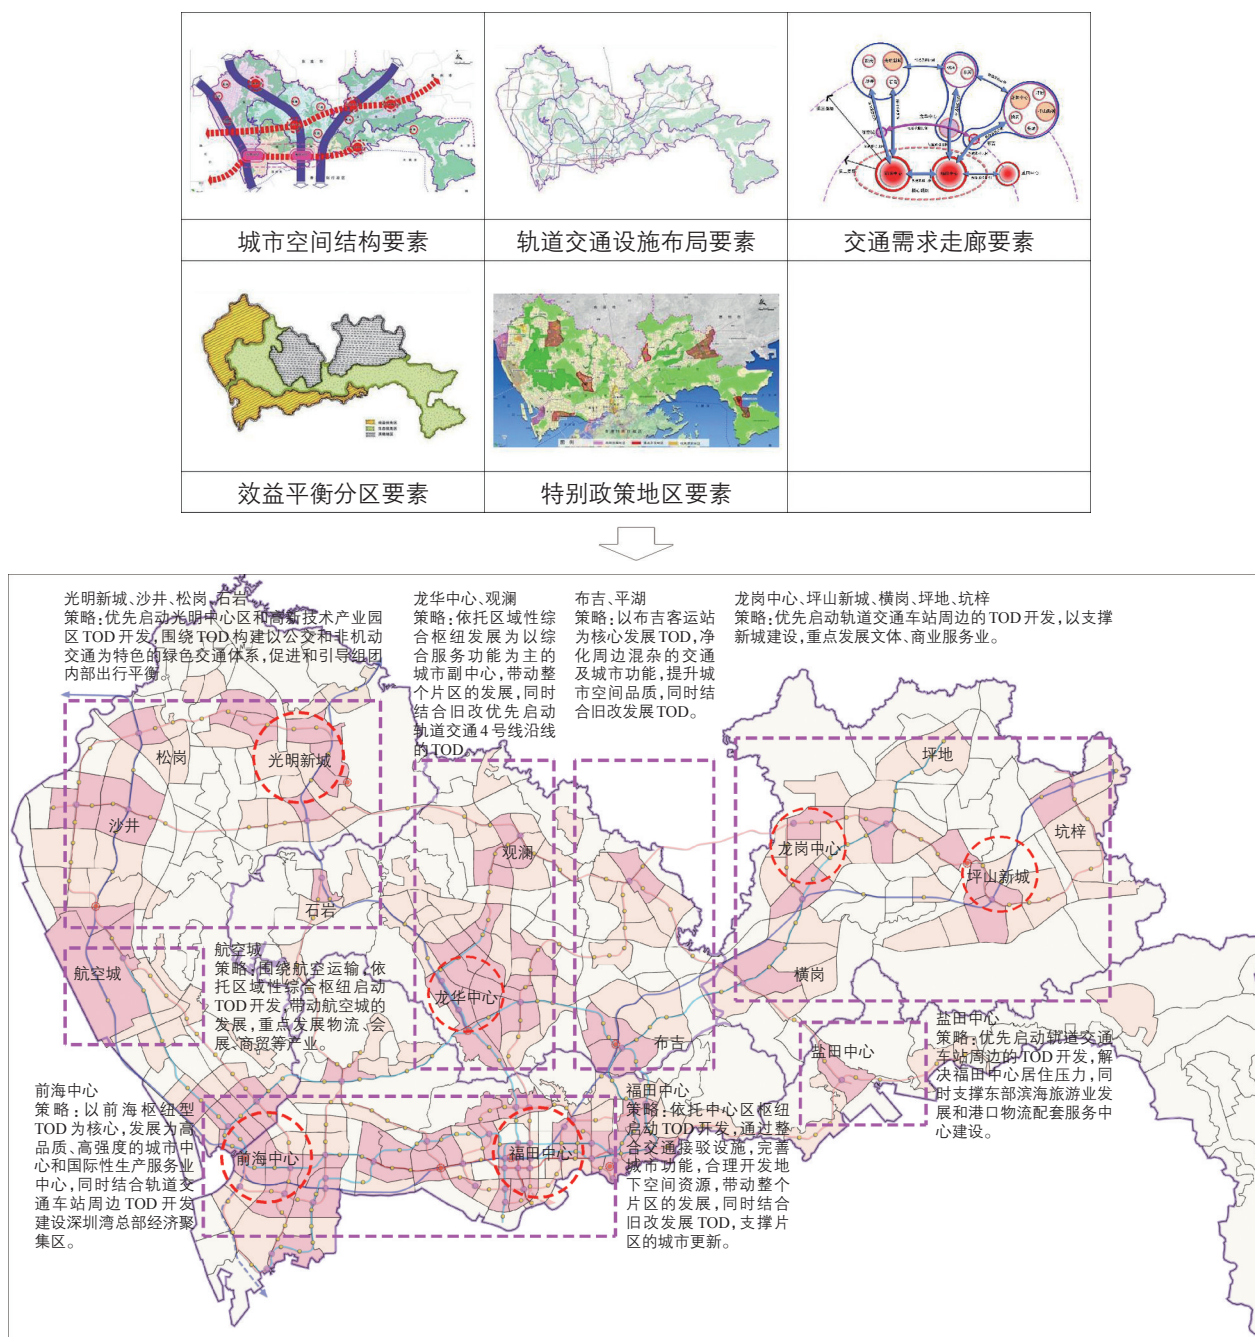 城市空间结构要素
轨道交通设施布局要素
交通需求走廊要素
效益平衡分区要素
特别政策地区要素
光明新城、沙井、松岗、石岩
策略：优先启动光明中心区和高新技术产业园
区TOD开发，围绕TOD构建以公交和非机动
交通为特色的绿色交通体系，促进和引导组团
内部出行平衡。
龙华中心、观澜
策略：依托区域性综
合枢纽发展为以综
合服务功能为主的
城市副中心，带动整
个片区的发展，同时
结合旧改优先启动
轨道交通4号线沿线
的TOD。
布吉、平湖
策略：以布吉客运站
为核心发展TOD，净
化周边混杂的交通
及城市功能，提升城
市空间品质，同时结
合旧改发展TOD。
龙岗中心、坪山新城、横岗、坪地、坑梓
策略：优先启动轨道交通车站周边的TOD开发，以支撑
新城建设，重点发展文体、商业服务业。
松岗
光明新城
坪地
沙井
坑梓
观澜
龙岗中心
坪山新城
石岩
航空城
航空城
策略：围绕航空运输，依
托区域性综合枢纽启动
TOD开发，带动航空城的
发展，重点发展物流、会
展、商贸等产业。
龙华中心
横岗
布吉
盐田中心
盐田中心
策略：优先启动轨道交通
车站周边的TOD开发，解
决福田中心居住压力，同
时支撑东部滨海旅游业发
展和港口物流配套服务中
心建设。
前海中心
策略：以前海枢纽型
TOD为核心，发展为高
品质、高强度的城市中
心和国际性生产服务业
中心，同时结合轨道交
通车站周边TOD开发
建设深圳湾总部经济聚
集区。
前海中心
福田中心
福田中心
策略：依托中心区枢纽
启动TOD开发，通过整
合交通接驳设施，完善
城市功能，合理开发地
下空间资源，带动整个
片区的发展，同时结合
旧改发展TOD，支撑片
区的城市更新。